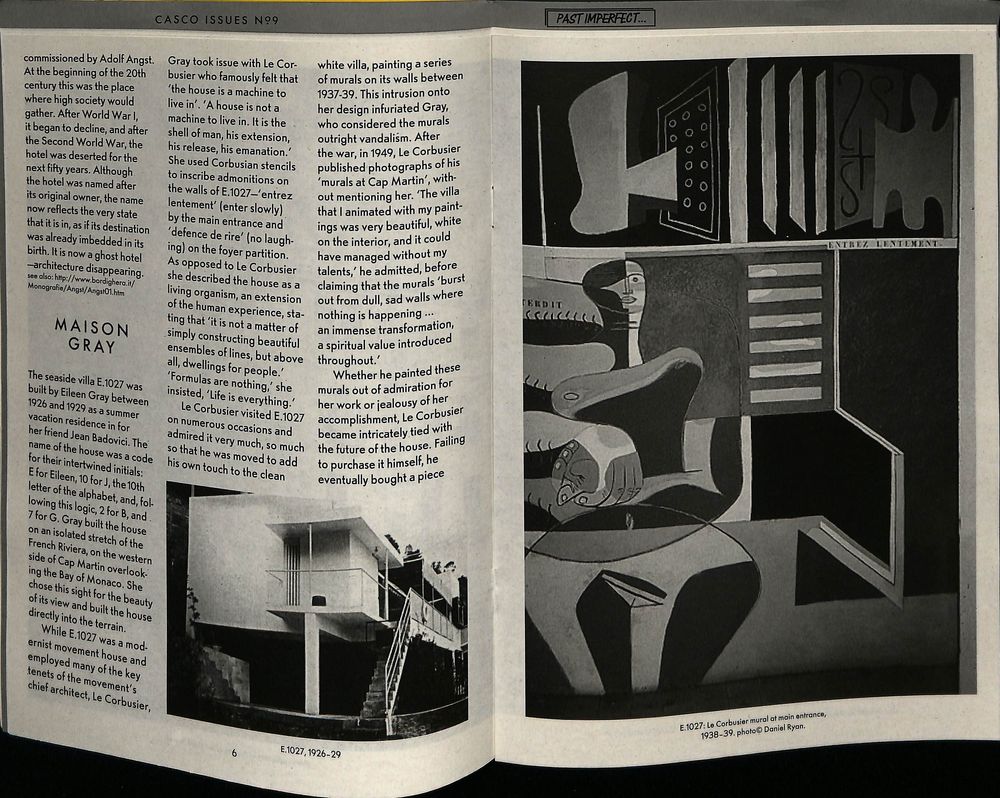 CASCO ISSUES Nº9
PAST IMPERFECT...
commissioned by Adolf Angst.
At the beginning of the 20th
century this was the place
where high society would
gather. After World War I,
it began to decline, and after
the Second World War, the
hotel was deserted for the
next fifty years. Although
the hotel was named after
its original owner, the name
now reflects the very state
that it is in, as if its destination
was already imbedded in its
birth. It is now a ghost hotel
—architecture disappearing.
see also: http://www.bordighera.it/
Monografie/Angst/Angst01.htm
MAISON
GRAY
The seaside villa E.1027 was
built by Eileen Gray between
1926 and 1929 as a summer
vacation residence for
her friend Jean Badovici. The
name of the house was a code
for their intertwined initials:
E for Eileen, 10 for J, the 10th
letter of the alphabet, and, fol-
lowing this logic, 2 for B, and
7 for G. Gray built the house
on an isolated stretch of the
French Riviera, on the western
side of Cap Martin overlook-
ing the Bay of Monaco. She
chose this sight for the beauty
of its view and built the house
directly into the terrain.
While E.1027 was a mod-
ernist movement house and
employed many of the key
tenets of the movement's
chief architect, Le Corbusier,
Gray took issue with Le Cor-
busier who famously felt that
'the house is a machine to
live in'. 'A house is not a
machine to live in. It is the
shell of man, his extension,
his release, his emanation.'
She used Corbusian stencils
to inscribe admonitions on
the walls of E.1027—'entrez
lentement' (enter slowly)
by the main entrance and
'défence de rire' (no laugh-
ing) on the foyer partition.
As opposed to Le Corbusier
she described the house as a
living organism, an extension
of the human experience, sta-
ting that 'it is not a matter of
simply constructing beautiful
ensembles of lines, but above
all, dwellings for people.'
'Formulas are nothing,' she
insisted, 'Life is everything.'
Le Corbusier visited E.1027
on numerous occasions and
admired it very much, so much
so that he was moved to add
his own touch to the clean
white villa, painting a series
of murals on its walls between
1937-39. This intrusion onto
her design infuriated Gray,
who considered the murals
outright vandalism. After
the war, in 1949, Le Corbusier
published photographs of his
'murals at Cap Martin', with-
out mentioning her. 'The villa
that I animated with my paint-
ings was very beautiful, white
on the interior, and it could
have managed without my
talents,' he admitted, before
claiming that the murals 'burst
out from dull, sad walls where
nothing is happening ...
an immense transformation,
a spiritual value introduced
throughout.'
Whether he painted these
murals out of admiration for
her work or jealousy of her
accomplishment, Le Corbusier
became intricately tied with
the future of the house. Failing
to purchase it himself, he
eventually bought a piece
6
E.1027, 1926–29
ENTREZ LENTEMENT.
TERDIT
E.1027: Le Corbusier mural at main entrance,
1938–39. photo© Daniel Ryan.